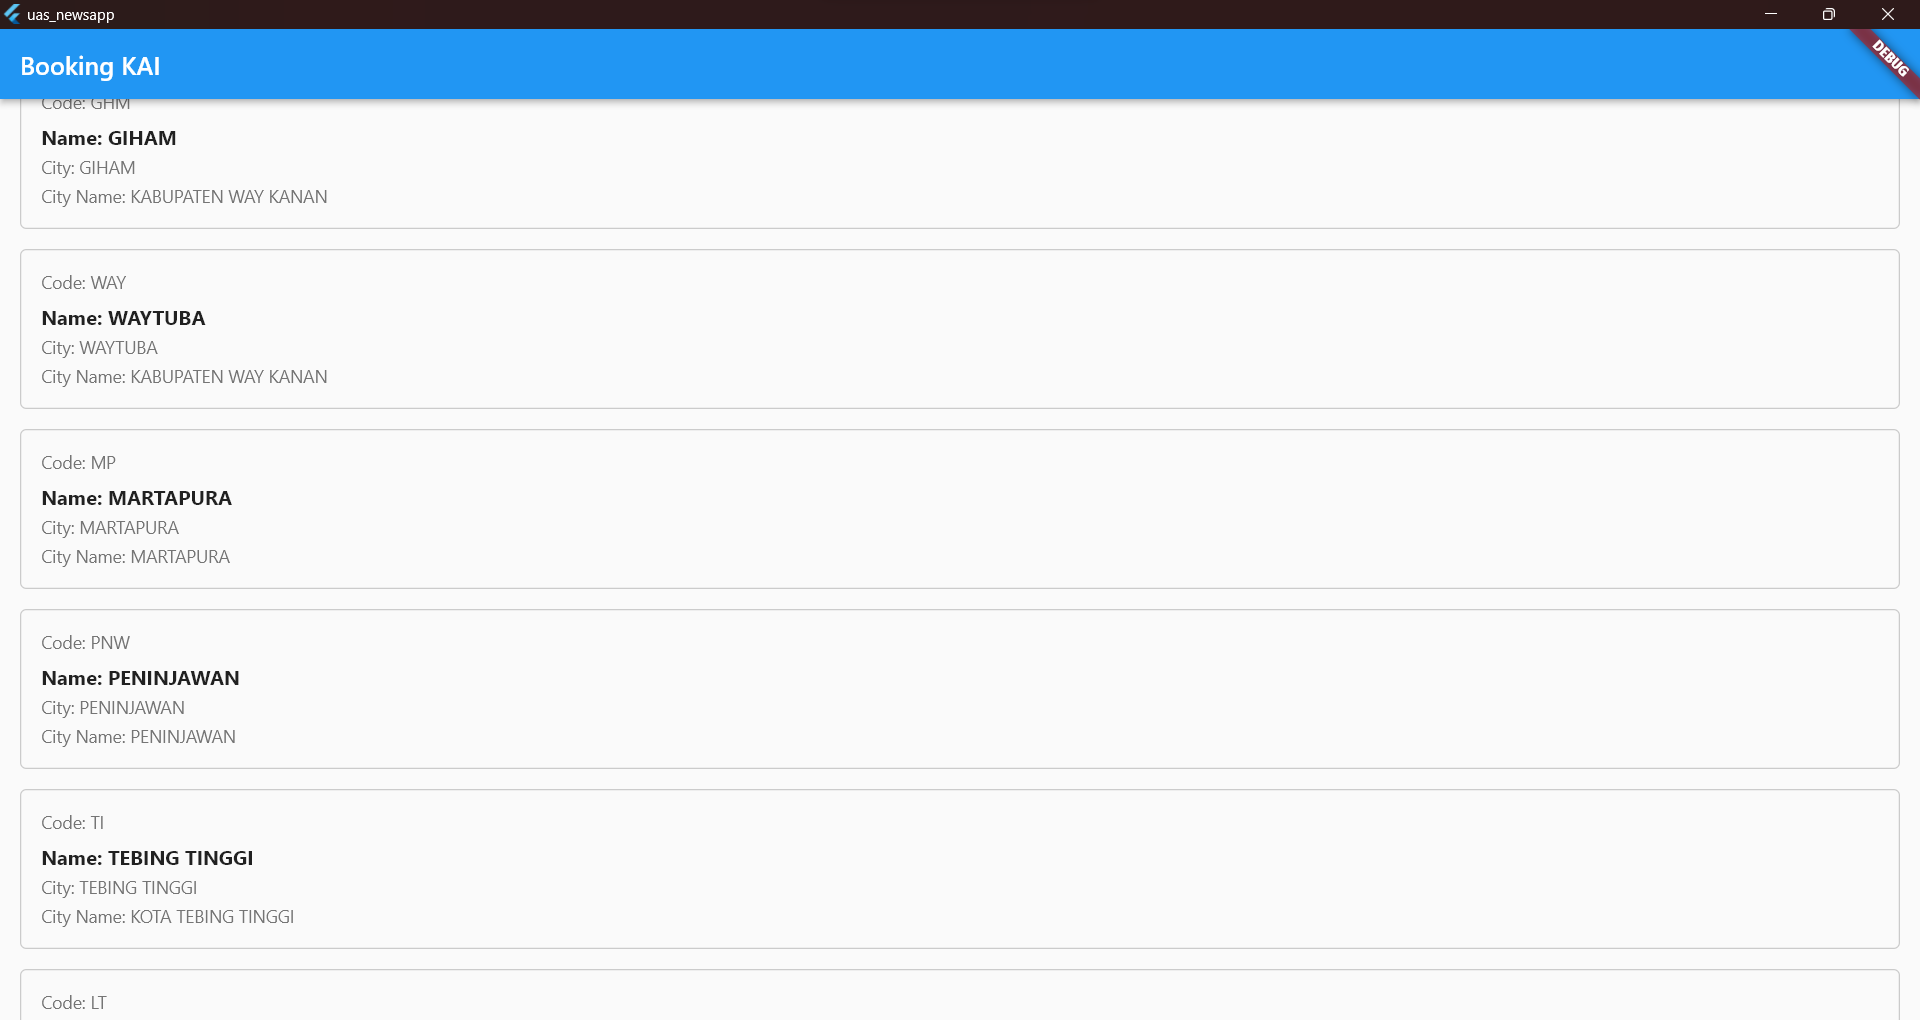 uas_newsapp
Booking KAI
DEBUG
Code: GHM
Name: GIHAM
City: GIHAM
City Name: KABUPATEN WAY KANAN
Code: WAY
Name: WAYTUBA
City: WAYTUBA
City Name: KABUPATEN WAY KANAN
Code: MP
Name: MARTAPURA
City: MARTAPURA
City Name: MARTAPURA
Code: PNW
Name: PENINJAWAN
City: PENINJAWAN
City Name: PENINJAWAN
Code: TI
Name: TEBING TINGGI
City: TEBING TINGGI
City Name: KOTA TEBING TINGGI
Code: LT